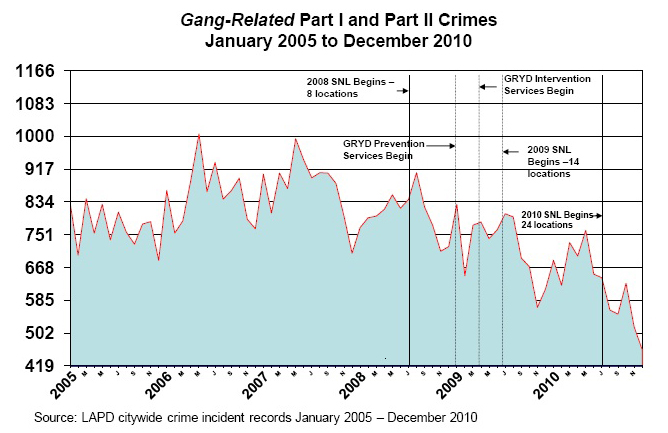 Gang-Related Part I and Part II Crimes
January 2005 to December 2010
1166
1083
1000
917
834
751
668
585
502
419
2008 SNL Begins –
8 locations
GRYD Intervention
Services Begin
GRYD Prevention
Services Begin
2009 SNL
Begins –14
locations
2010 SNL Begins
24 locations
2005 M M J S N 2006 M M J S N 2007 M M J S N 2008 M M J S N 2009 M M J S N 2010 M M J S N
Source: LAPD citywide crime incident records January 2005 – December 2010